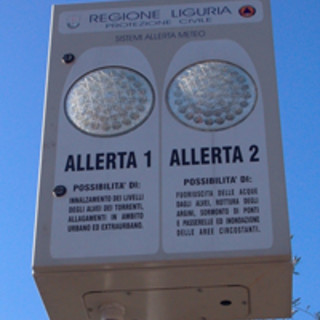 REGIONE LIGURIA
PROTEZIONE CIVILE
SISTEMI ALLERTA METEO
ALLERTA 1
POSSIBILITA' DI:
INNALZAMENTO DEI LIVELLI
DEGLI ALVEI DEI TORRENTI,
ALLAGAMENTI IN AMBITO
URBANO ED EXTRAURBANO.
ALLERTA 2
POSSIBILITA' DI:
FUORIUSCITA DELLE ACQUE
DAGLI ALVEI, ROTTURA DEGLI
ARGINI, SORMONTO DI PONTI
E PASSERELLE ED INONDAZIONE
DELLE AREE CIRCOSTANTI.